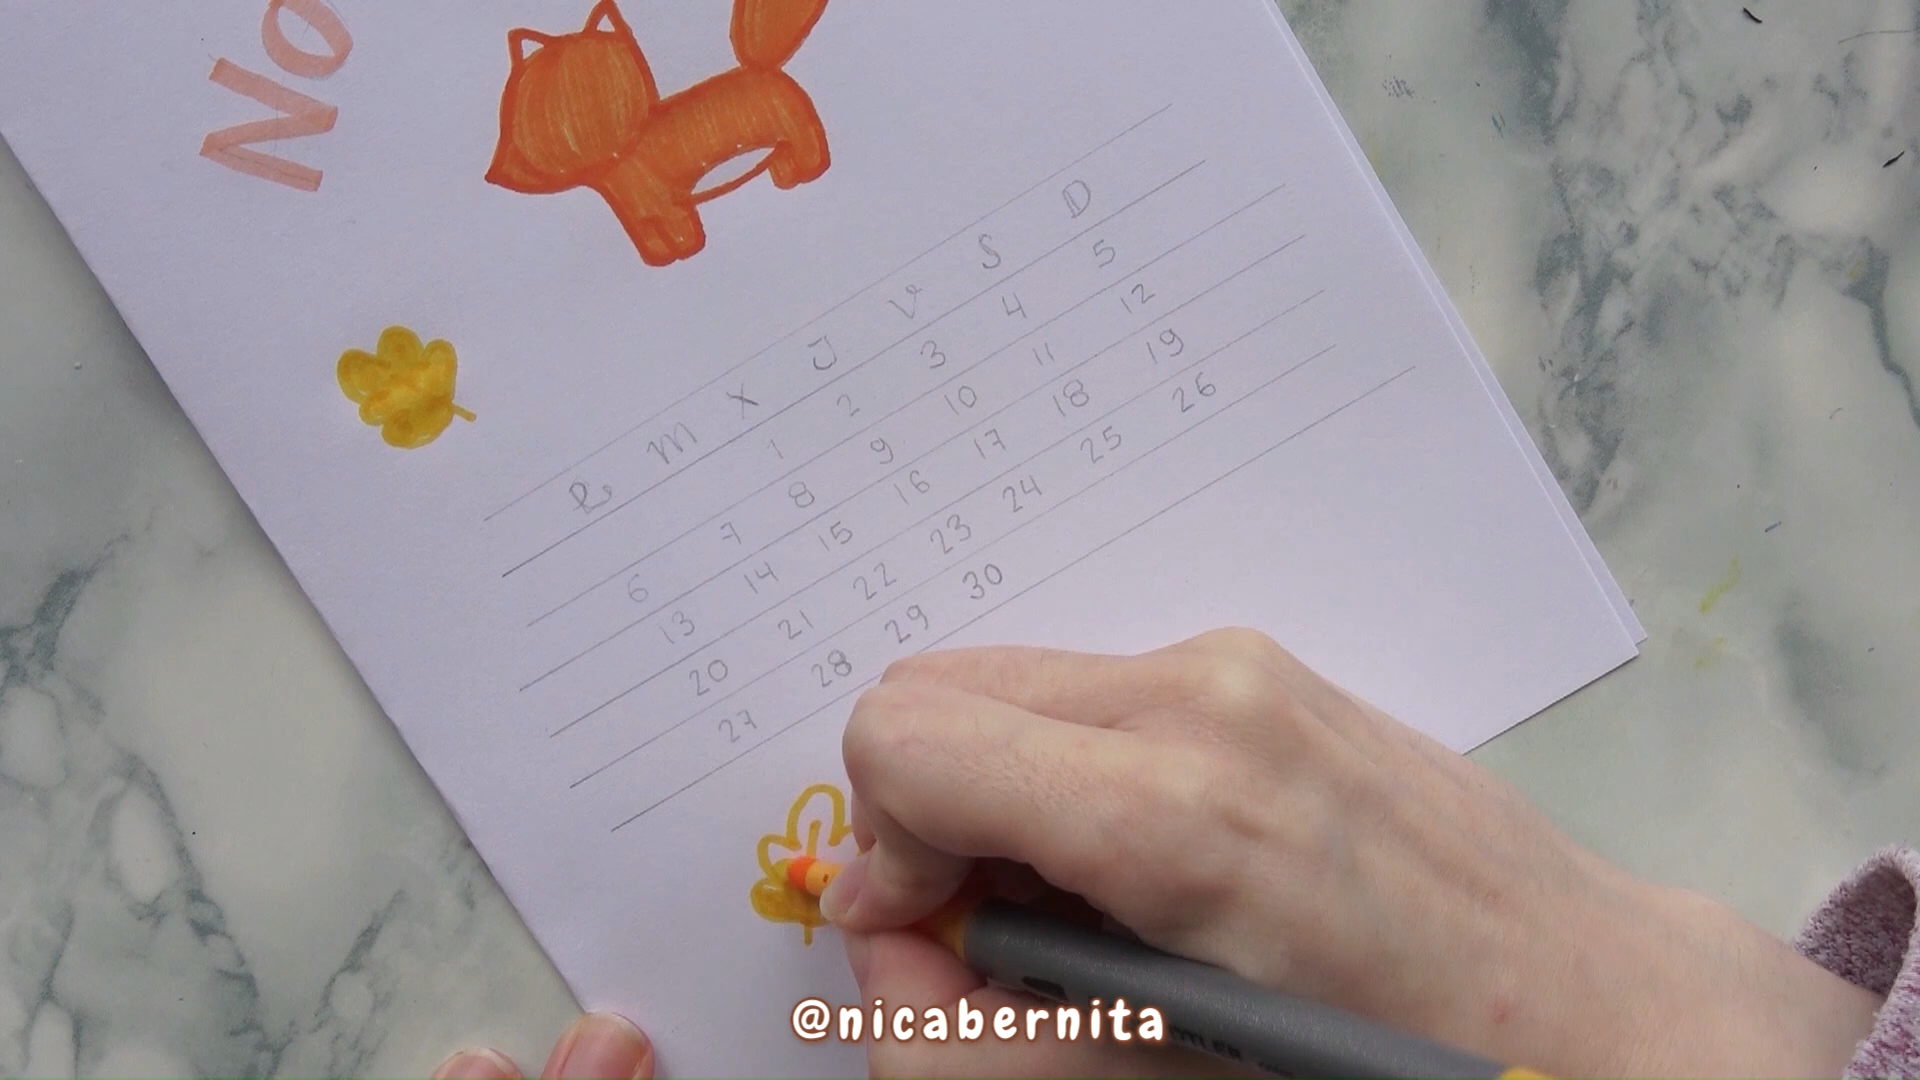 No
L M X J V S D
1 2 3 4 5
6 7 8 9 10 11 12
13 14 15 16 17 18 19
20 21 22 23 24 25 26
27 28 29 30
@nicabernita